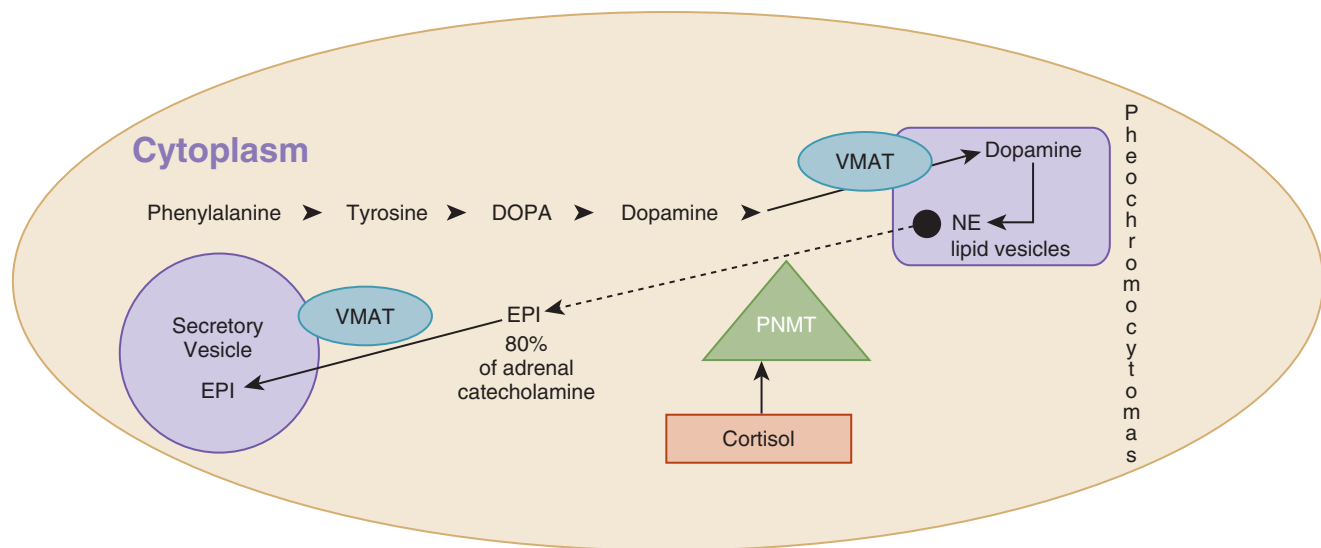 Cytoplasm
Phenylalanine
Tyrosine
DOPA
Dopamine
VMAT
Dopamine
NE
lipid vesicles
Secretory
Vesicle
EPI
VMAT
EPI
80%
of adrenal
catecholamine
PNMT
Cortisol
Pheochromocytomas